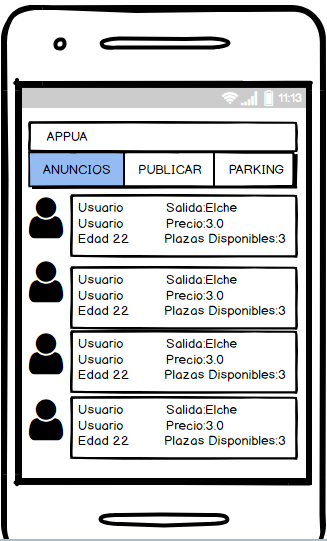 11:13
APPUA
ANUNCIOS PUBLICAR PARKING
Usuario Salida:Elche
Usuario Precio:3.0
Edad 22 Plazas Disponibles:3
Usuario Salida:Elche
Usuario Precio:3.0
Edad 22 Plazas Disponibles:3
Usuario Salida:Elche
Usuario Precio:3.0
Edad 22 Plazas Disponibles:3
Usuario Salida:Elche
Usuario Precio:3.0
Edad 22 Plazas Disponibles:3